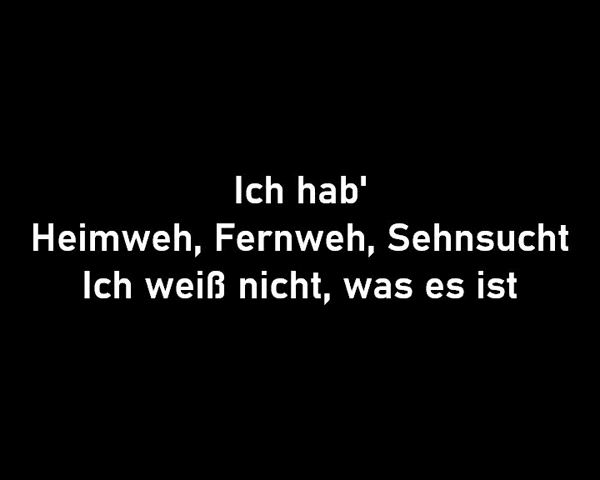 Ich hab'
Heimweh, Fernweh, Sehnsucht
Ich weiß nicht, was es ist